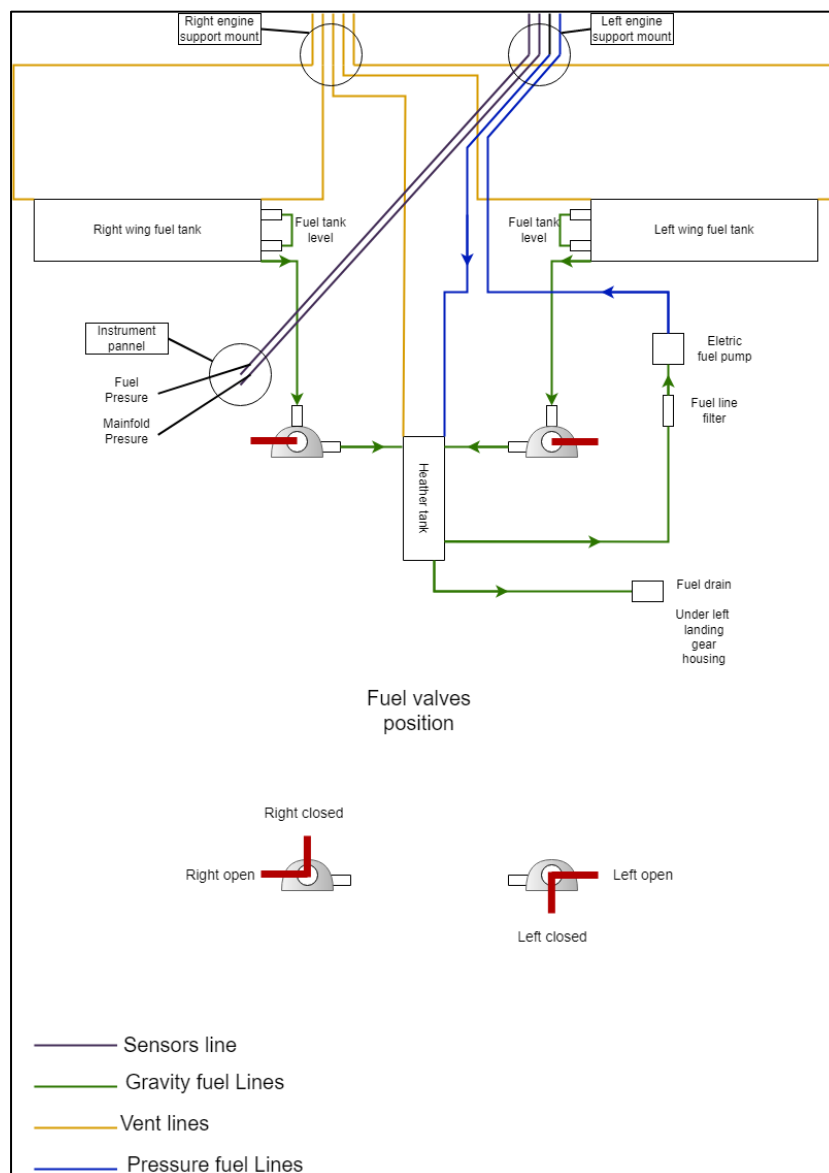 Right engine
support mount
Left engine
support mount
Right wing fuel tank
Fuel tank
level
Fuel tank
level
Left wing fuel tank
Instrument
pannel
Fuel
Presure
Mainfold
Presure
Eletric
fuel pump
Fuel line
filter
Heather tank
Fuel drain
Under left
landing
gear
housing
Fuel valves
position
Right closed
Right open
Left open
Left closed
Sensors line
Gravity fuel Lines
Vent lines
Pressure fuel Lines